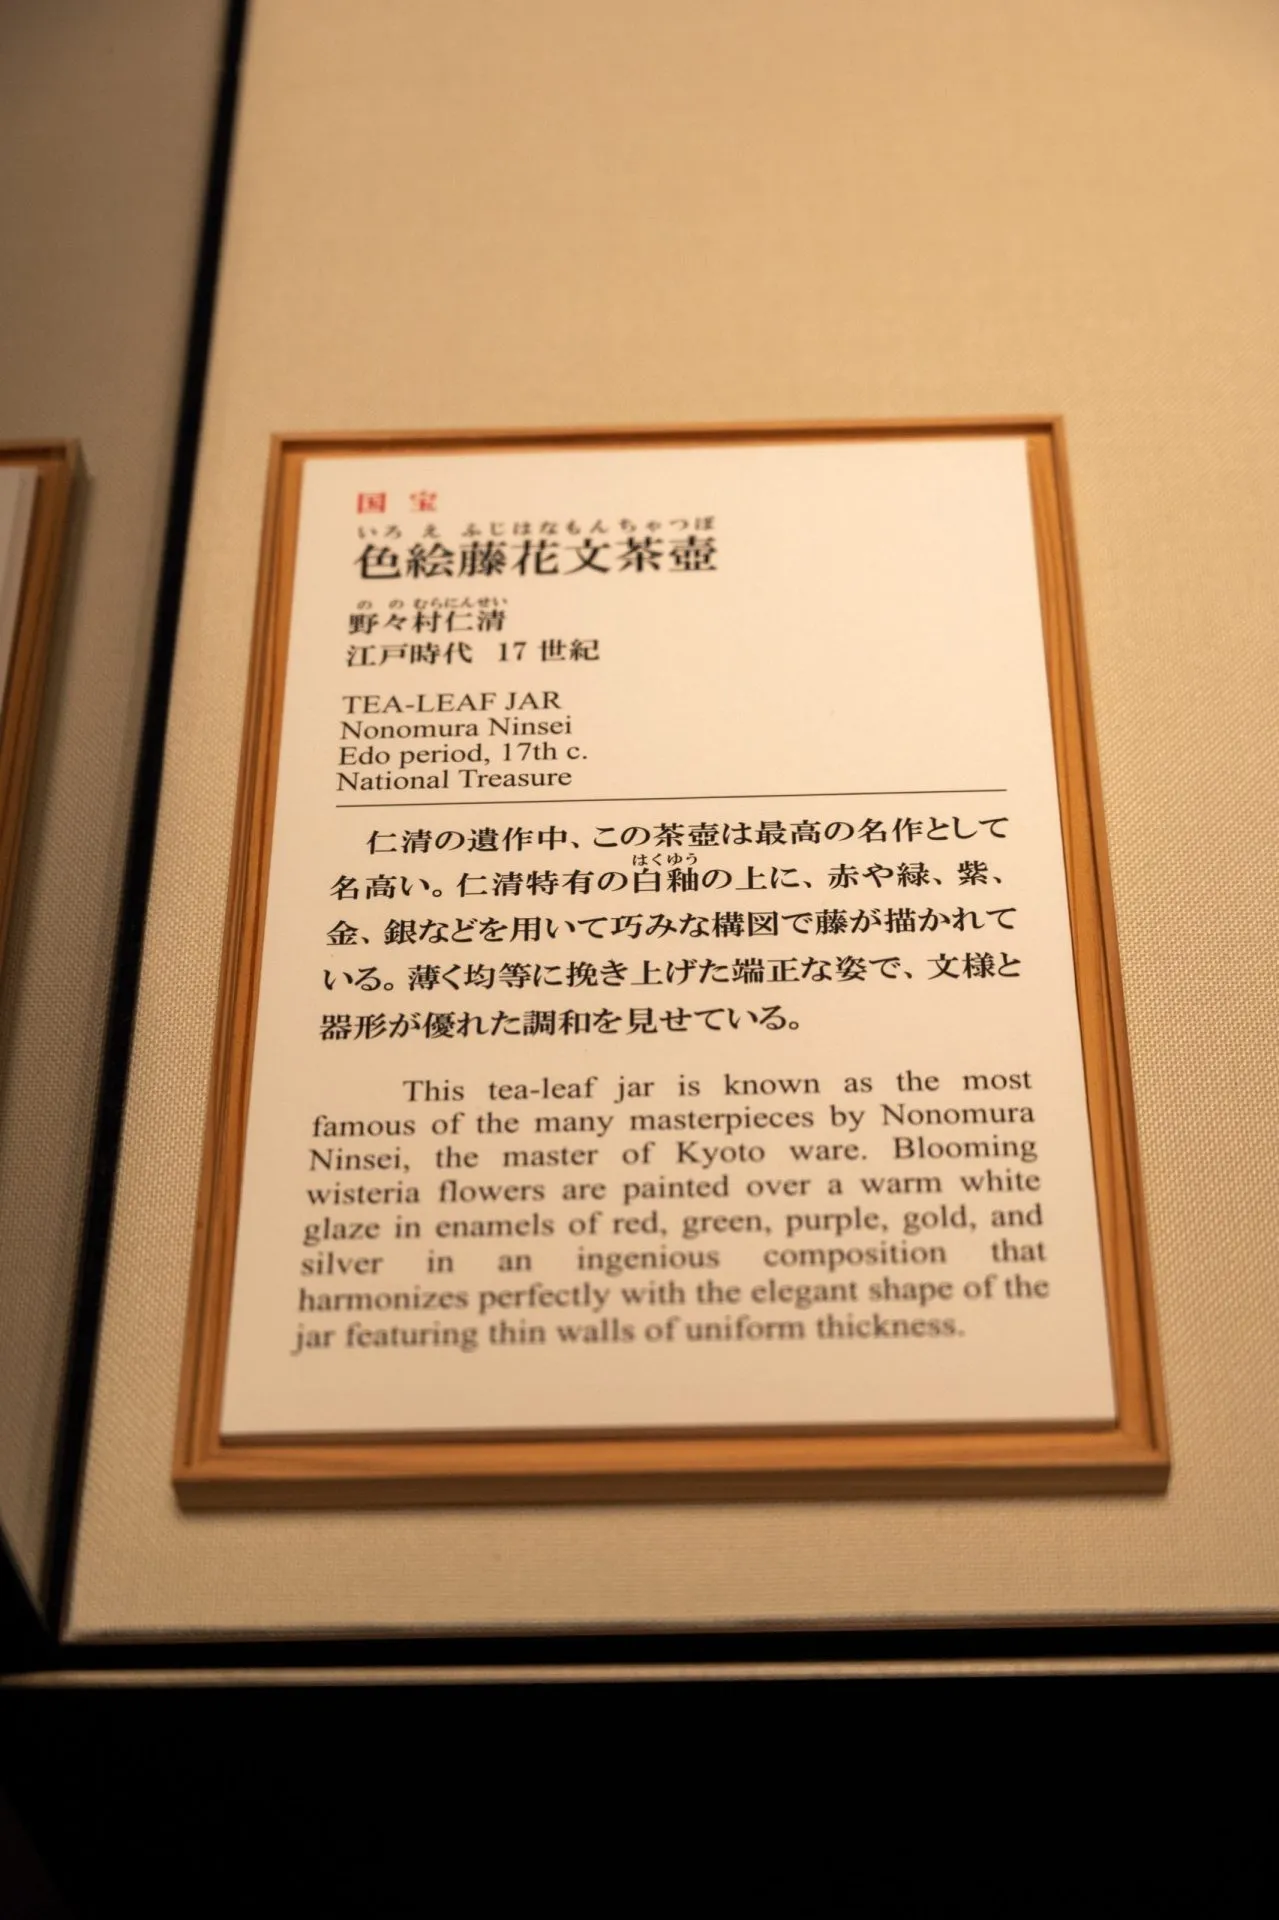 国宝
いろえふじはなもんちゃつぼ
色絵藤花文茶壺
ののむらにんせい
野々村仁清
江戸時代 17世紀
TEA-LEAF JAR
Nonomura Ninsei
Edo period, 17th c.
National Treasure
仁清の遺作中、この茶壺は最高の名作として
はくゆう
名高い。仁清特有の白釉の上に、赤や緑、紫、
金、銀などを用いて巧みな構図で藤が描かれて
いる。薄く均等に挽き上げた端正な姿で、文様と
器形が優れた調和を見せている。
This tea-leaf jar is known as the most
famous of the many masterpieces by Nonomura
Ninsei, the master of Kyoto ware. Blooming
wisteria flowers are painted over a warm white
glaze in enamels of red, green, purple, gold, and
silver in an ingenious composition that
harmonizes perfectly with the elegant shape of the
jar featuring thin walls of uniform thickness.